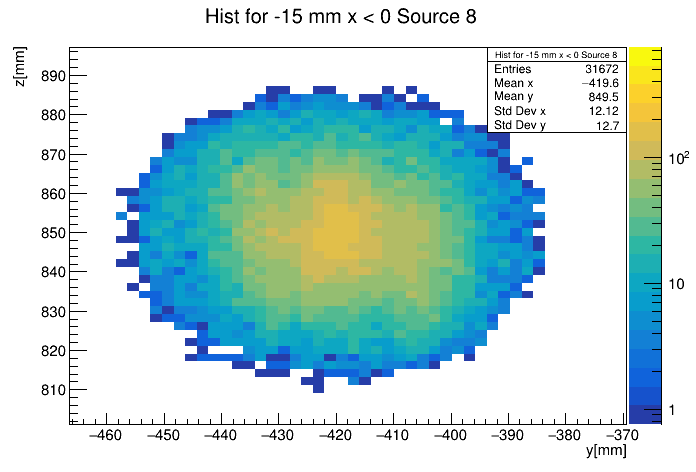 Hist for -15 mm x < 0 Source 8
z[mm]
Hist for -15 mm x < 0 Source 8
Entries 31672
Mean x −419.6
Mean y 849.5
Std Dev x 12.12
Std Dev y 12.7
890
880
870
860
850
840
830
820
810
10²
10
1
−460 −450 −440 −430 −420 −410 −400 −390 −380 −370
y[mm]